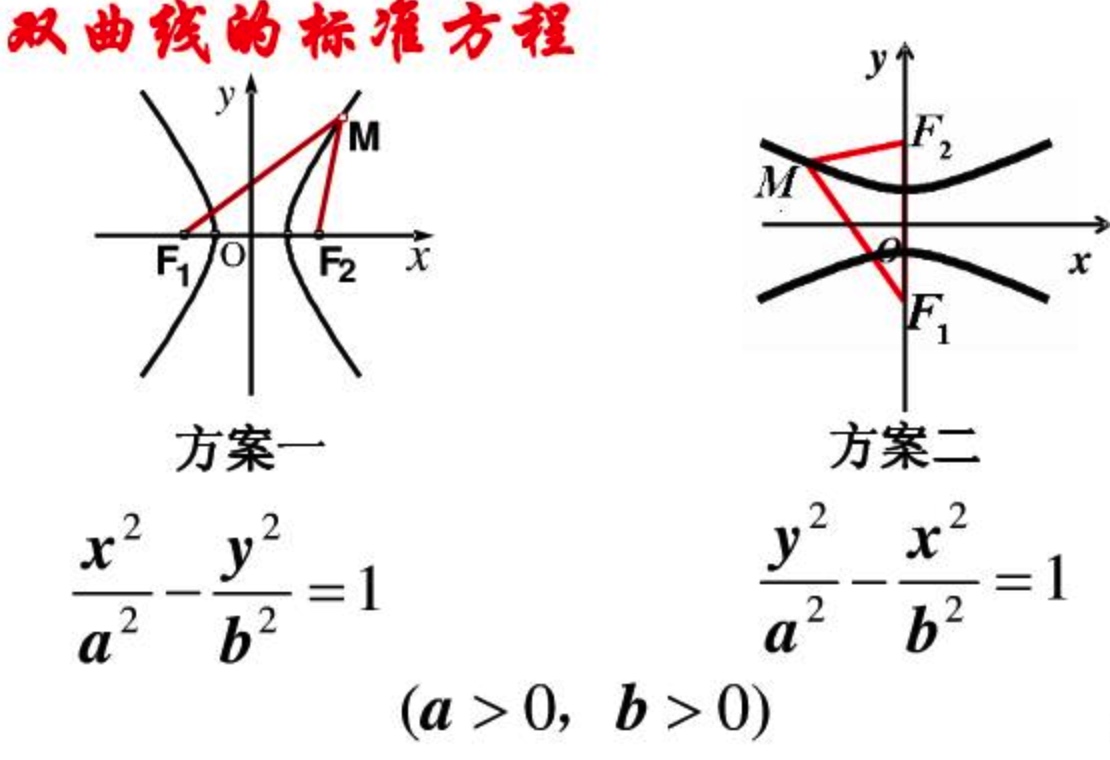 双曲线的标准方程
y
M
F₁ O F₂ x
y
F₂
M
O x
F₁
方案一 方案二
x²/a² − y²/b² = 1 y²/a² − x²/b² = 1
(a > 0, b > 0)